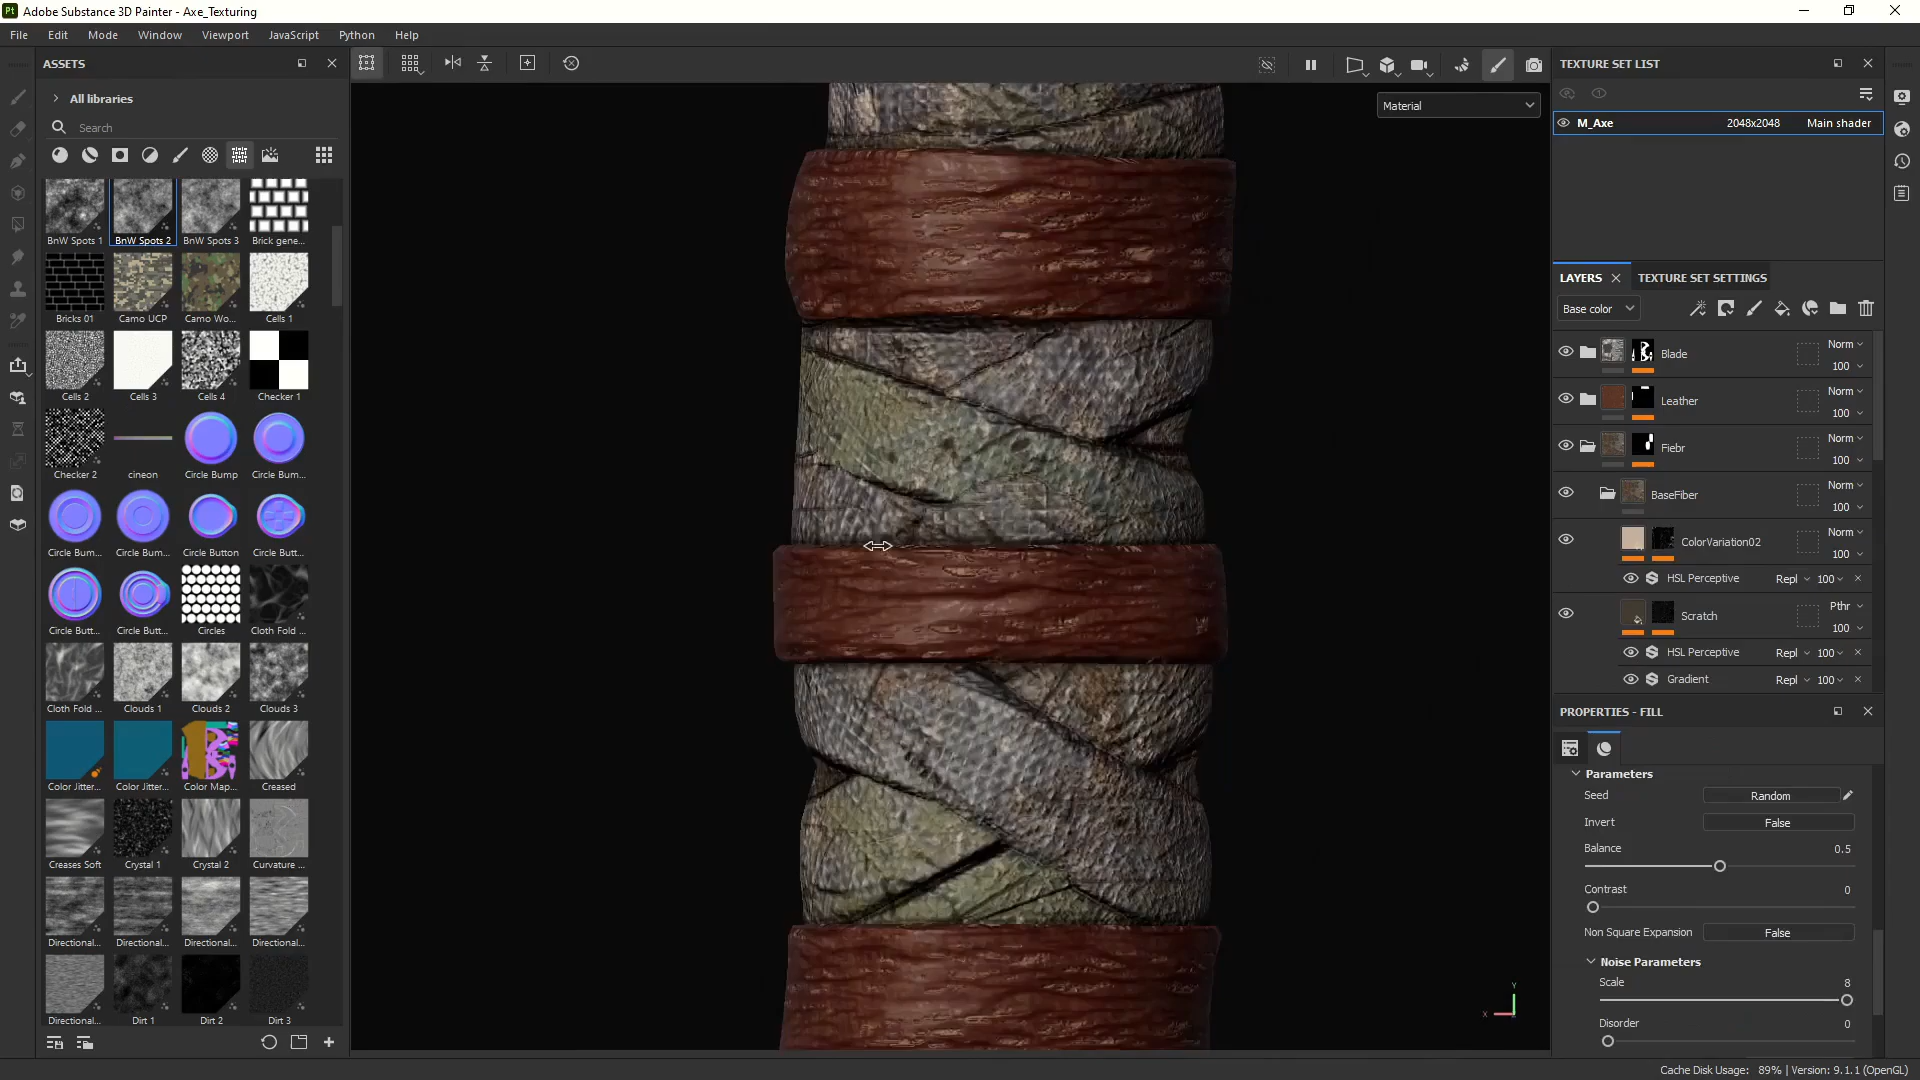 Pt Adobe Substance 3D Painter - Axe_Texturing
File Edit Mode Window Viewport JavaScript Python Help
ASSETS
All libraries
Search
BnW Spots 1 BnW Spots 2 BnW Spots 3 Brick gene...
Bricks 01 Camo UCP Camo Wo... Cells 1
Cells 2 Cells 3 Cells 4 Checker 1
Checker 2 cineon Circle Bump Circle Bum...
Circle Bum... Circle Bum... Circle Button Circle Butt...
Circle Butt... Circle Butt... Circles Cloth Fold ...
Cloth Fold ... Clouds 1 Clouds 2 Clouds 3
Color Jitter... Color Jitter... Color Map... Creased
Creases Soft Crystal 1 Crystal 2 Curvature ...
Directional... Directional... Directional... Directional...
Directional... Dirt 1 Dirt 2 Dirt 3
Material
Y
X
TEXTURE SET LIST
M_Axe 2048x2048 Main shader
LAYERS TEXTURE SET SETTINGS
Base color
Blade Norm
100
Leather Norm
100
Fiebr Norm
100
BaseFiber Norm
100
ColorVariation02 Norm
100
HSL Perceptive Repl 100
Scratch Pthr
100
HSL Perceptive Repl 100
Gradient Repl 100
PROPERTIES - FILL
Parameters
Seed Random
Invert False
Balance 0.5
Contrast 0
Non Square Expansion False
Noise Parameters
Scale 8
Disorder 0
Cache Disk Usage: 89% | Version: 9.1.1 (OpenGL)